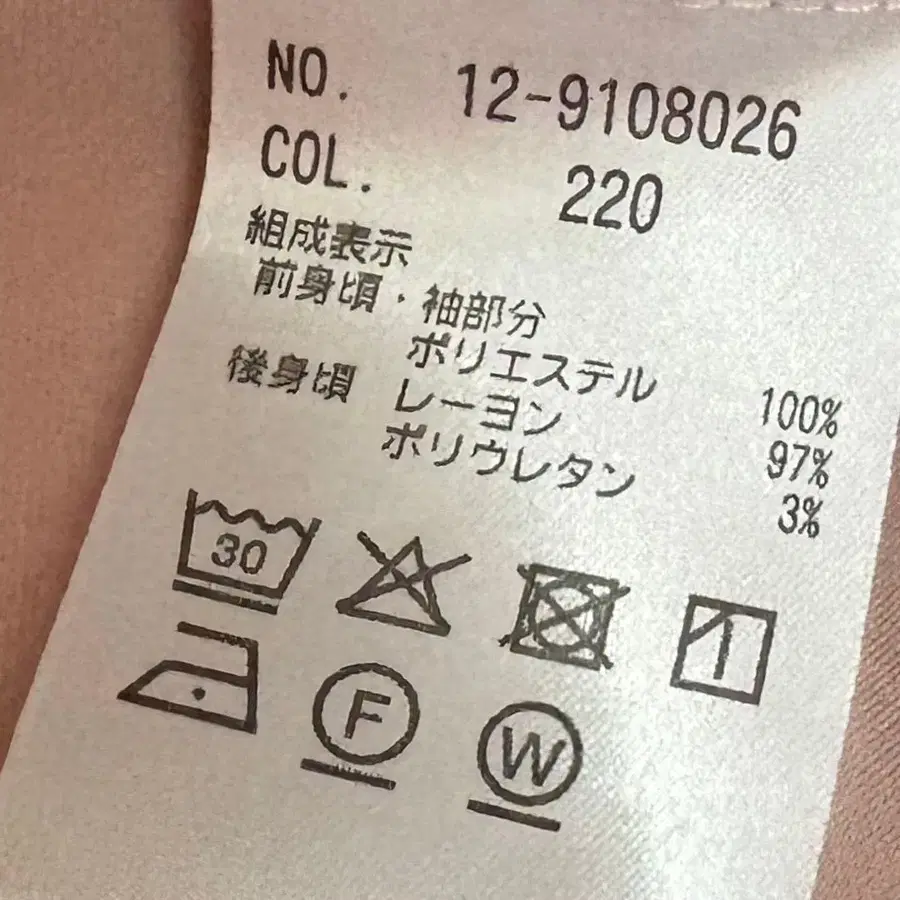 NO. 12-9108026
COL. 220
組成表示
前身頃・袖部分
ポリエステル 100%
後身頃 レーヨン 97%
ポリウレタン 3%
30
F
W